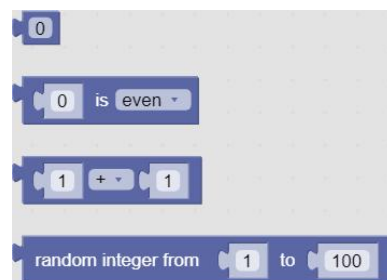 0
0 is even
1 + 1
random integer from 1 to 100